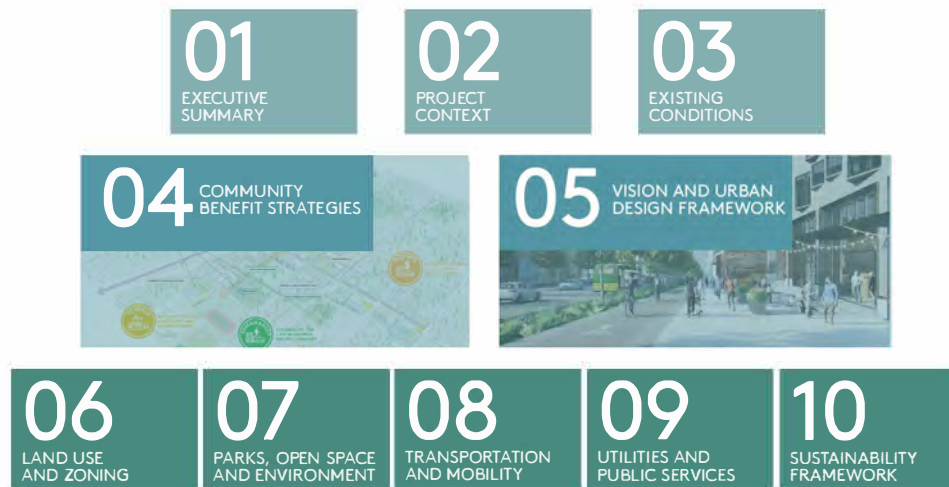 01
EXECUTIVE
SUMMARY
02
PROJECT
CONTEXT
03
EXISTING
CONDITIONS
04
COMMUNITY
BENEFIT STRATEGIES
05
VISION AND URBAN
DESIGN FRAMEWORK
06
LAND USE
AND ZONING
07
PARKS, OPEN SPACE
AND ENVIRONMENT
08
TRANSPORTATION
AND MOBILITY
09
UTILITIES AND
PUBLIC SERVICES
10
SUSTAINABILITY
FRAMEWORK